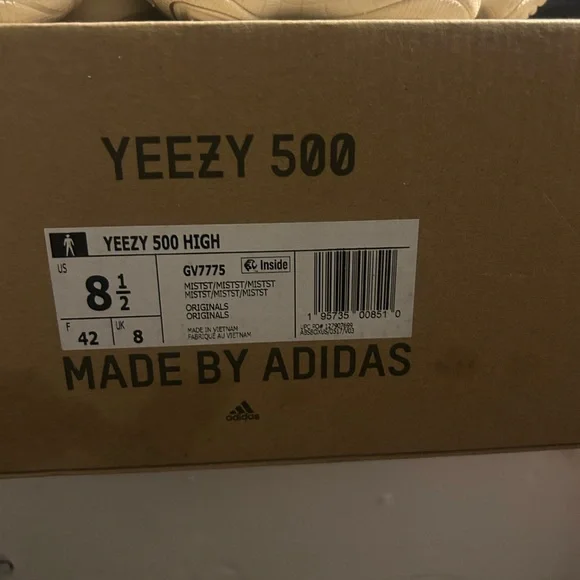 YEEZY 500
YEEZY 500 HIGH
US
8 1/2
F
42
UK
8
GV7775
Inside
MISTST/MISTST/MISTST
MISTST/MISTST/MISTST
ORIGINALS
ORIGINALS
MADE IN VIETNAM
FABRIQUÉ AU VIETNAM
1 95735 00851 0
MADE BY ADIDAS
adidas